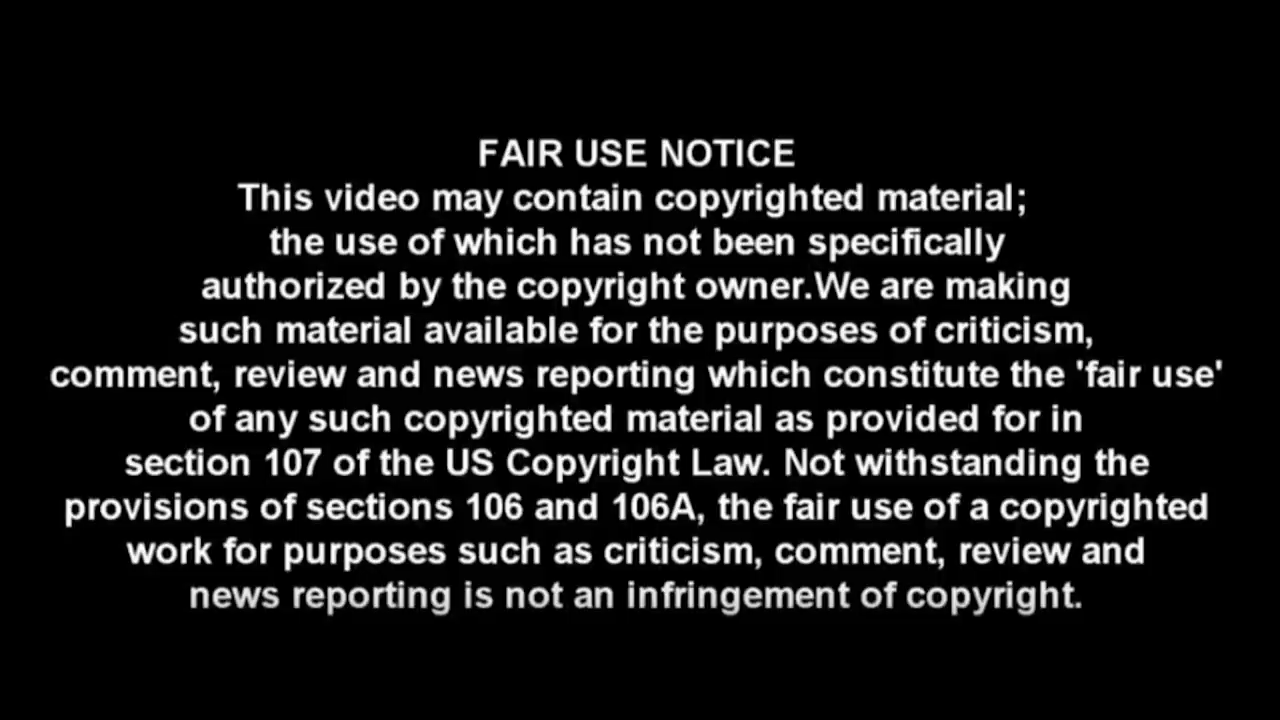 FAIR USE NOTICE
This video may contain copyrighted material;
the use of which has not been specifically
authorized by the copyright owner.We are making
such material available for the purposes of criticism,
comment, review and news reporting which constitute the 'fair use'
of any such copyrighted material as provided for in
section 107 of the US Copyright Law. Not withstanding the
provisions of sections 106 and 106A, the fair use of a copyrighted
work for purposes such as criticism, comment, review and
news reporting is not an infringement of copyright.